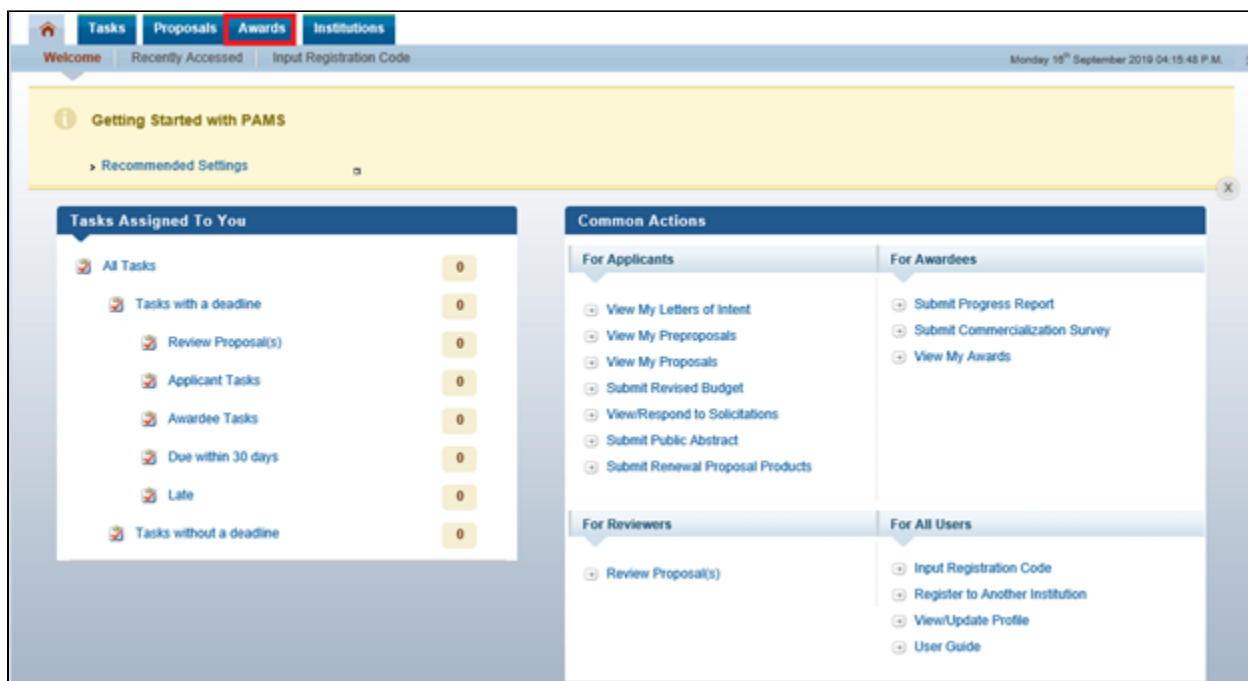 Tasks Proposals Awards Institutions
Welcome Recently Accessed Input Registration Code Monday 16th September 2019 04:15:48 P.M.
Getting Started with PAMS
Recommended Settings
X
Tasks Assigned To You
All Tasks 0
Tasks with a deadline 0
Review Proposal(s) 0
Applicant Tasks 0
Awardee Tasks 0
Due within 30 days 0
Late 0
Tasks without a deadline 0
Common Actions
For Applicants
View My Letters of Intent
View My Preproposals
View My Proposals
Submit Revised Budget
View/Respond to Solicitations
Submit Public Abstract
Submit Renewal Proposal Products
For Awardees
Submit Progress Report
Submit Commercialization Survey
View My Awards
For Reviewers
Review Proposal(s)
For All Users
Input Registration Code
Register to Another Institution
View/Update Profile
User Guide